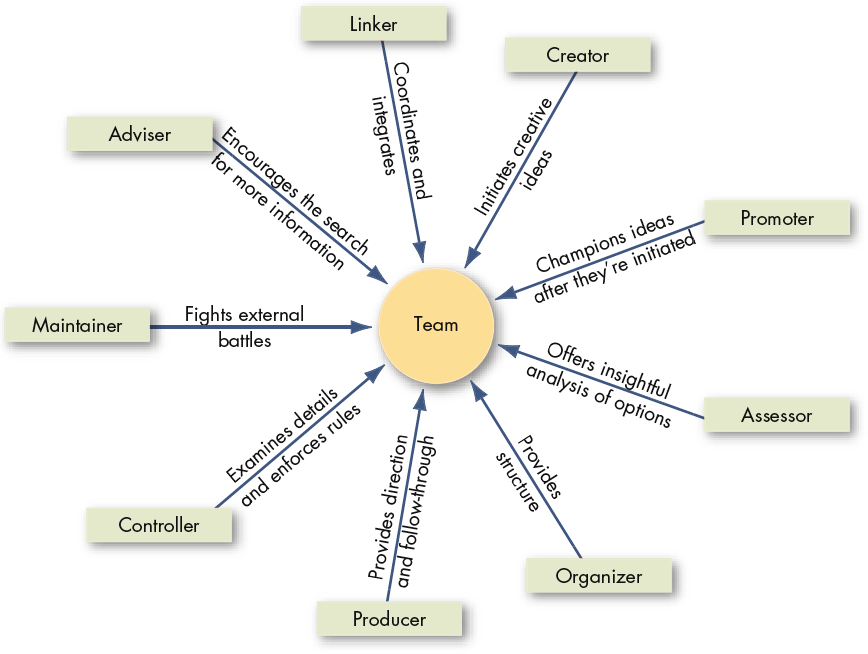 Linker
Coordinates and
integrates
Creator
Initiates creative
ideas
Promoter
Champions ideas
after they're initiated
Assessor
Offers insightful
analysis of options
Organizer
Provides
structure
Producer
Provides direction
and follow-through
Controller
Examines details
and enforces rules
Maintainer
Fights external
battles
Adviser
Encourages the search
for more information
Team